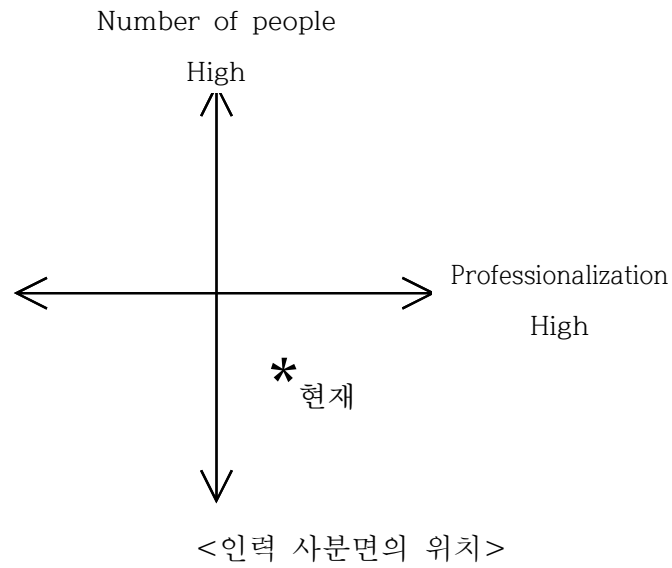 Number of people
High
Professionalization
High
*현재
<인력 사분면의 위치>